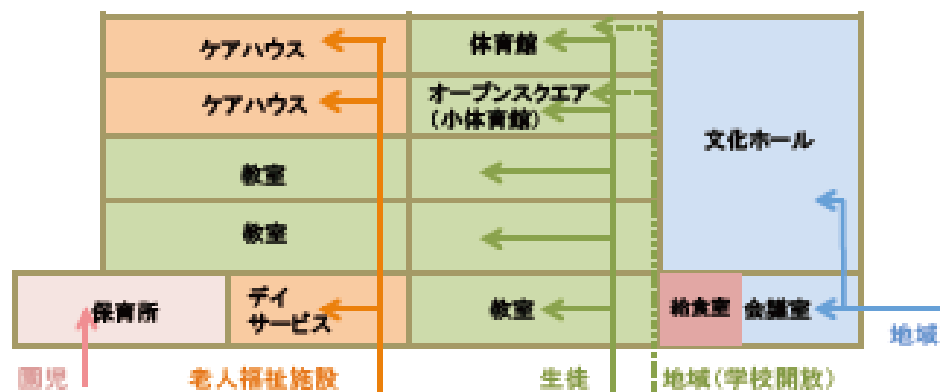 ケアハウス
体育館
ケアハウス
オープンスクエア
(小体育館)
文化ホール
教室
教室
保育所
デイ
サービス
教室
給食室
会議室
地域
園児
老人福祉施設
生徒
地域(学校開放)